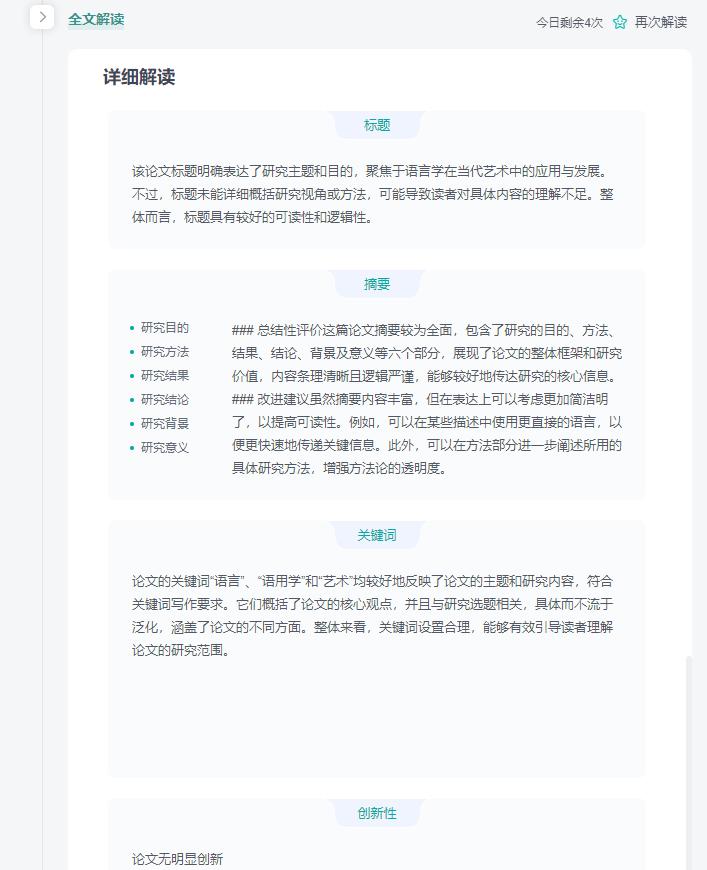 全文解读
今日剩余4次 再次解读
详细解读
标题
该论文标题明确表达了研究主题和目的，聚焦于语言学在当代艺术中的应用与发展。
不过，标题未能详细概括研究视角或方法，可能导致读者对具体内容的理解不足。整
体而言，标题具有较好的可读性和逻辑性。
摘要
研究目的
研究方法
研究结果
研究结论
研究背景
研究意义
### 总结性评价这篇论文摘要较为全面，包含了研究的目的、方法、
结果、结论、背景及意义等六个部分，展现了论文的整体框架和研究
价值，内容条理清晰且逻辑严谨，能够较好地传达研究的核心信息。
### 改进建议虽然摘要内容丰富，但在表达上可以考虑更加简洁明
了，以提高可读性。例如，可以在某些描述中使用更直接的语言，以
便更快速地传递关键信息。此外，可以在方法部分进一步阐述所用的
具体研究方法，增强方法论的透明度。
关键词
论文的关键词“语言”、“语用学”和“艺术”均较好地反映了论文的主题和研究内容，符合
关键词写作要求。它们概括了论文的核心观点，并且与研究选题相关，具体而不流于
泛化，涵盖了论文的不同方面。整体来看，关键词设置合理，能够有效引导读者理解
论文的研究范围。
创新性
论文无明显创新